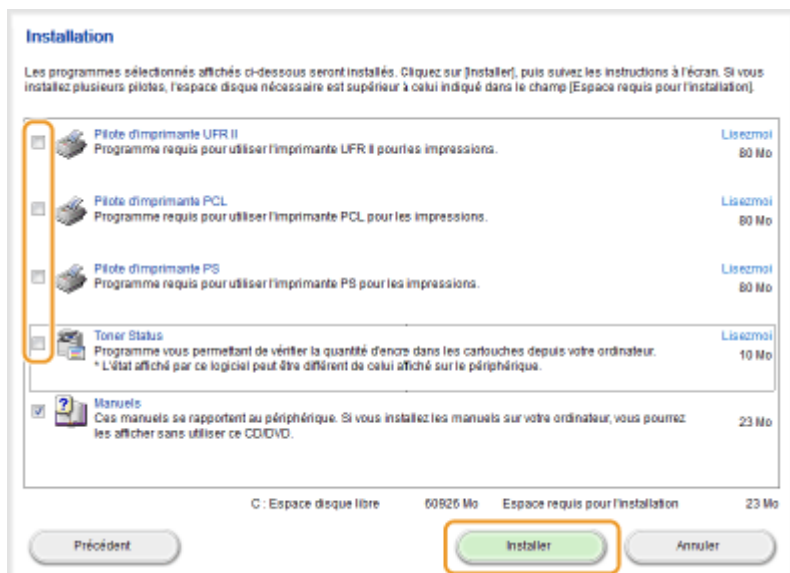 Installation
Les programmes sélectionnés affichés ci-dessous seront installés. Cliquez sur [Installer], puis suivez les instructions à l'écran. Si vous
installez plusieurs pilotes, l'espace disque nécessaire est supérieur à celui indiqué dans le champ [Espace requis pour l'installation].
Pilote d'imprimante UFR II
Lisezmoi
Programme requis pour utiliser l'imprimante UFR II pour les impressions.
80 Mo
Pilote d'imprimante PCL
Lisezmoi
Programme requis pour utiliser l'imprimante PCL pour les impressions.
80 Mo
Pilote d'imprimante PS
Lisezmoi
Programme requis pour utiliser l'imprimante PS pour les impressions.
80 Mo
Toner Status
Lisezmoi
Programme vous permettant de vérifier la quantité d'encre dans les cartouches depuis votre ordinateur.
10 Mo
* L'état affiché par ce logiciel peut être différent de celui affiché sur le périphérique.
Manuels
Ces manuels se rapportent au périphérique. Si vous installez les manuels sur votre ordinateur, vous pourrez
23 Mo
les afficher sans utiliser ce CD/DVD.
C : Espace disque libre 60926 Mo Espace requis pour l'installation 23 Mo
Précédent Installer Annuler